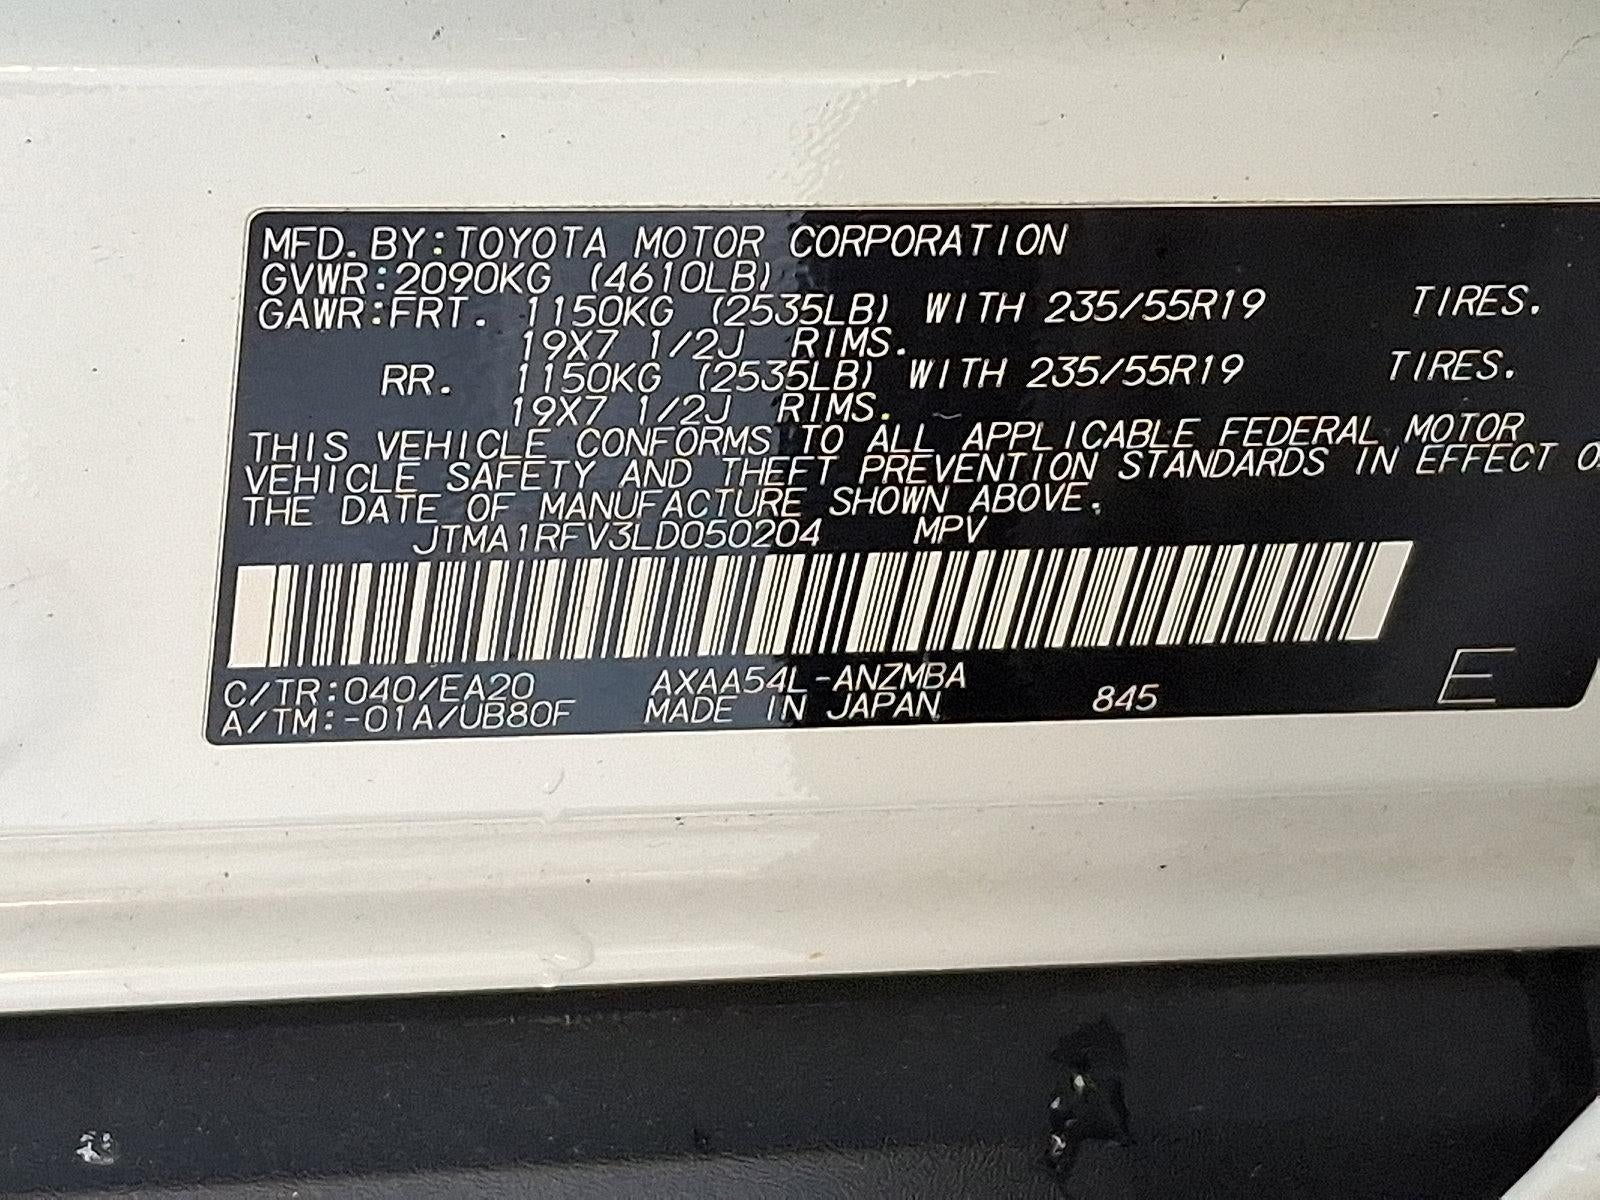 MFD. BY: TOYOTA MOTOR CORPORATION
GVWR: 2090KG (4610LB)
GAWR: FRT. 1150KG (2535LB) WITH 235/55R19 TIRES.
19X7 1/2J RIMS.
RR. 1150KG (2535LB) WITH 235/55R19 TIRES.
19X7 1/2J RIMS.
THIS VEHICLE CONFORMS TO ALL APPLICABLE FEDERAL MOTOR
VEHICLE SAFETY AND THEFT PREVENTION STANDARDS IN EFFECT
THE DATE OF MANUFACTURE SHOWN ABOVE.
JTMA1RFV3LD050204 MPV
C/TR: 040/EA20 AXAA54L-ANZMBA
A/TM: -01A/UB80F MADE IN JAPAN 845 E